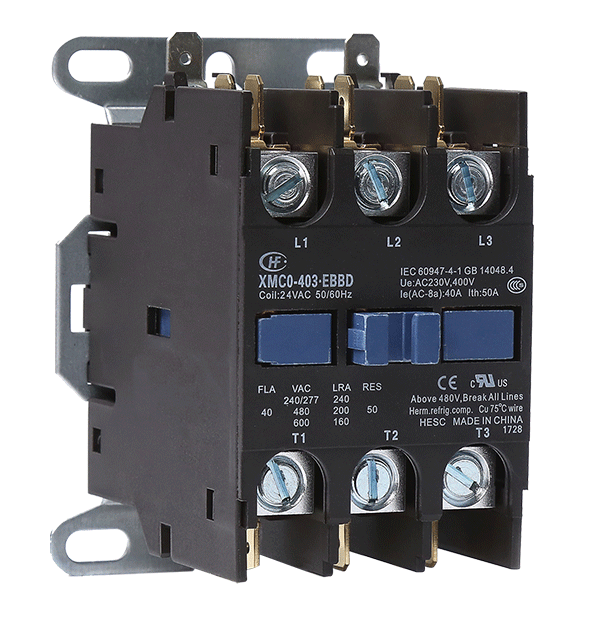 L1 L2 L3
HF
XMC0-403·EBBD
Coil:24VAC 50/60Hz
IEC 60947-4-1 GB 14048.4
Ue:AC230V,400V
Ie(AC-8a):40A Ith:50A
CCC
FLA VAC LRA RES
240/277 240
40 480 200 50
600 160
CE c UR US
Above 480V,Break All Lines
Herm.refrig.comp. Cu 75°C wire
HESC MADE IN CHINA
1728
T1 T2 T3